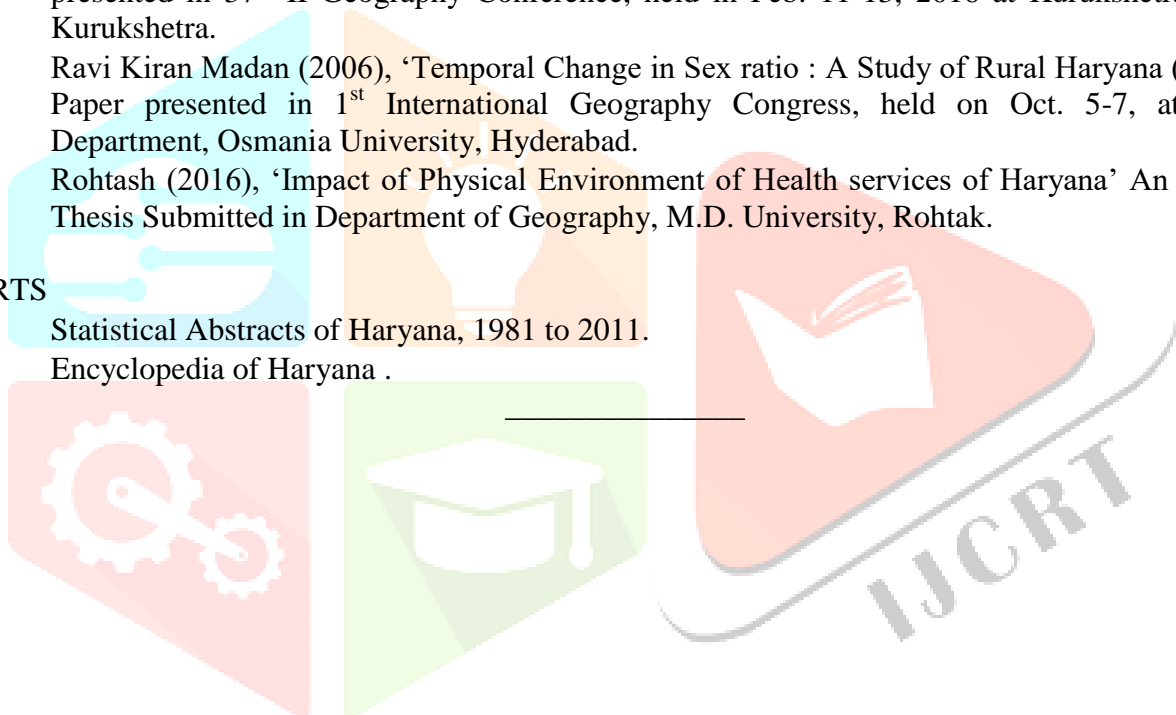 Kurukshetra.
Ravi Kiran Madan (2006), ‘Temporal Change in Sex ratio : A Study of Rural Haryana (
Paper presented in 1st International Geography Congress, held on Oct. 5-7, at
Department, Osmania University, Hyderabad.
Rohtash (2016), ‘Impact of Physical Environment of Health services of Haryana’ An
Thesis Submitted in Department of Geography, M.D. University, Rohtak.
RTS
Statistical Abstracts of Haryana, 1981 to 2011.
Encyclopedia of Haryana .
IJCRT